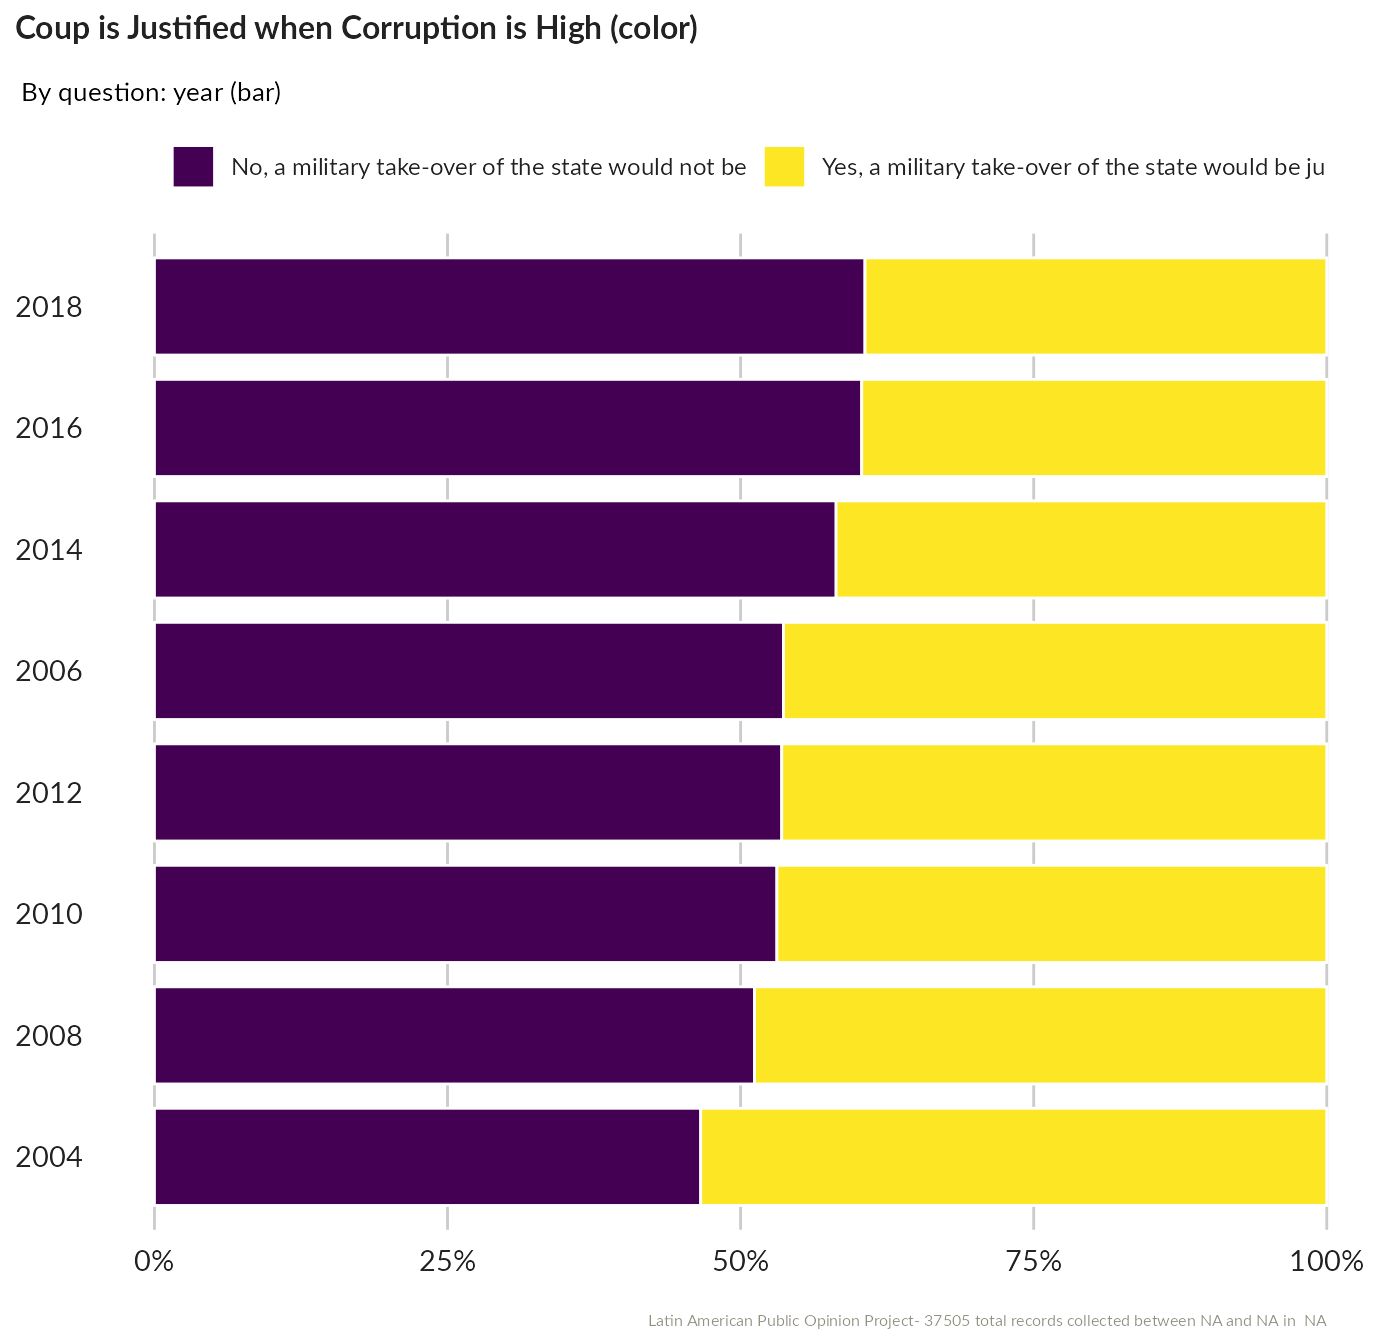 Coup is Justified when Corruption is High (color)
By question: year (bar)
No, a military take-over of the state would not be
Yes, a military take-over of the state would be ju
2018
2016
2014
2006
2012
2010
2008
2004
0% 25% 50% 75% 100%
Latin American Public Opinion Project- 37505 total records collected between NA and NA in  NA